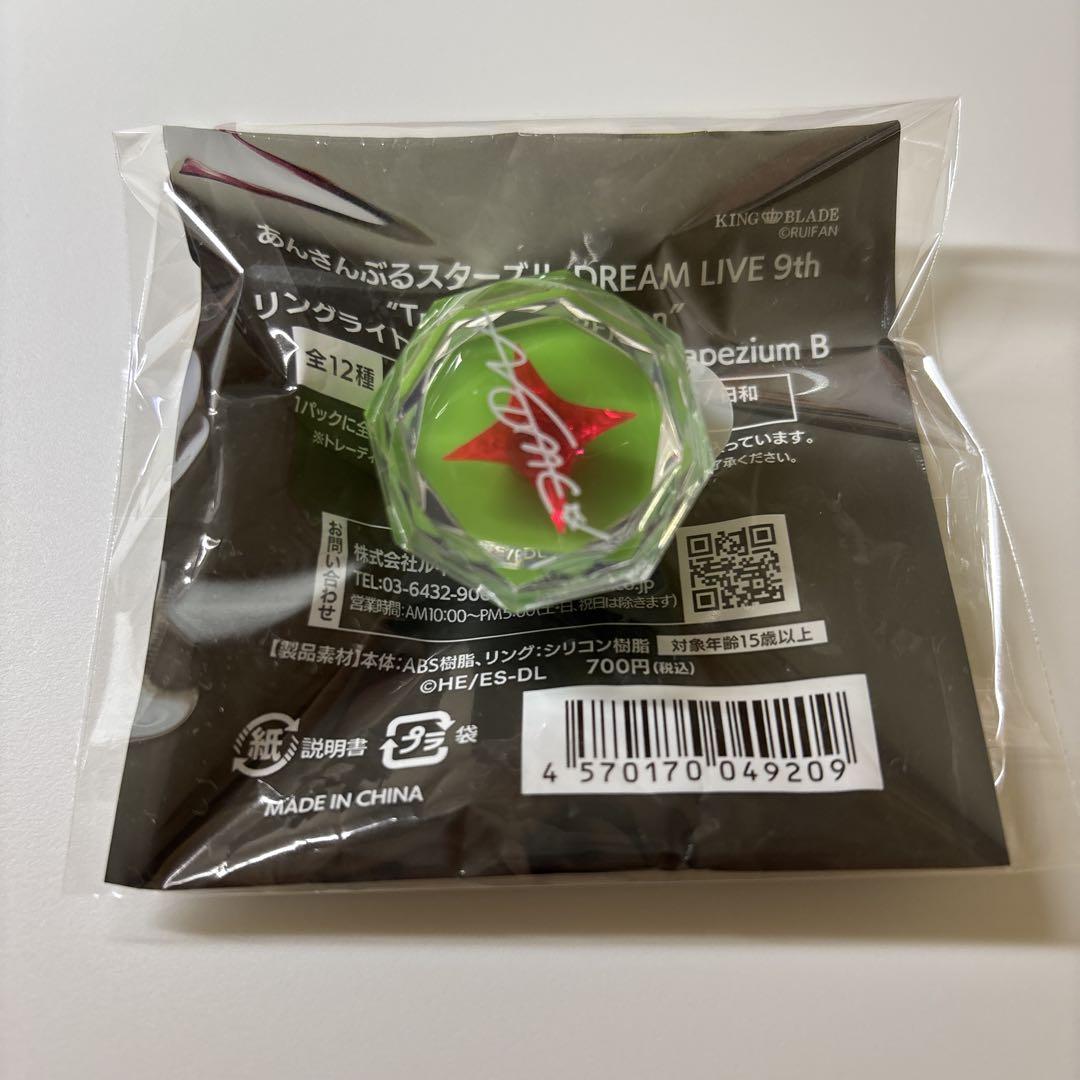 KING BLADE
©RUIFAN
あんさんぶるスターズ!! DREAM LIVE 9th
リングライト
apezium B
全12種
日和
1パックに全
っています。
※トレーディ
了承ください。
お問い合わせ
株式会社ル
TEL:03-6432-90
co.jp
営業時間:AM10:00~PM5:00(土・日、祝日は除きます)
【製品素材】本体:ABS樹脂、リング:シリコン樹脂
対象年齢15歳以上
700円(税込)
©HE/ES-DL
紙 説明書 プラ 袋
4 570170 049209
MADE IN CHINA